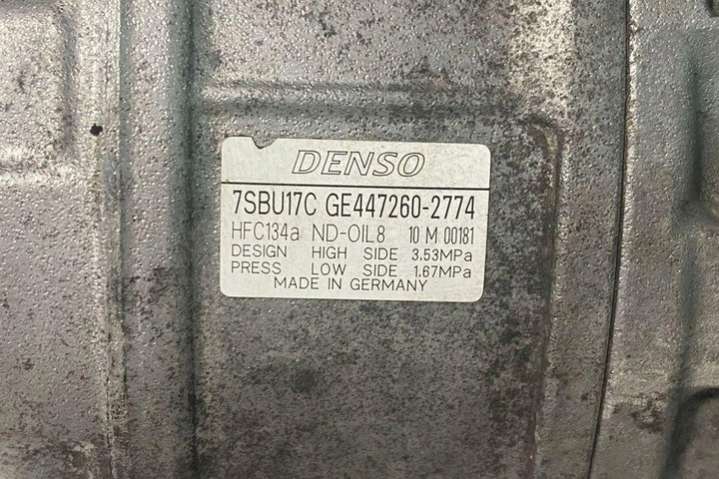 DENSO
7SBU17C GE447260-2774
HFC134a ND-OIL8 10 M 00181
DESIGN HIGH SIDE 3.53MPa
PRESS LOW SIDE 1.67MPa
MADE IN GERMANY